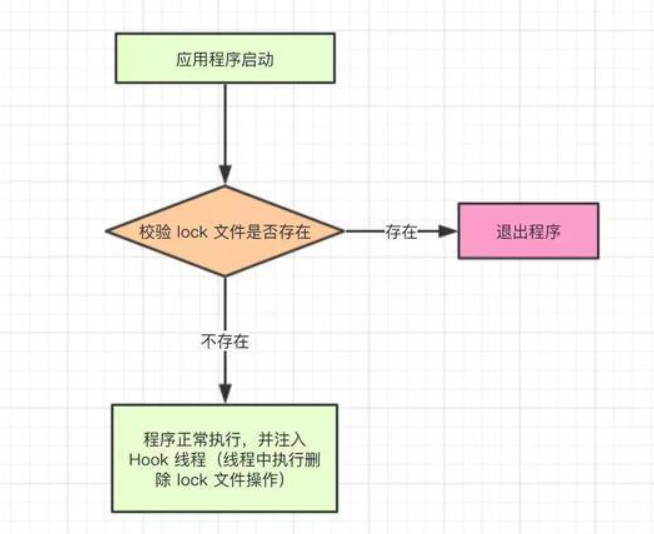 应用程序启动
校验 lock 文件是否存在
存在
退出程序
不存在
程序正常执行，并注入
Hook 线程（线程中执行删
除 lock 文件操作）